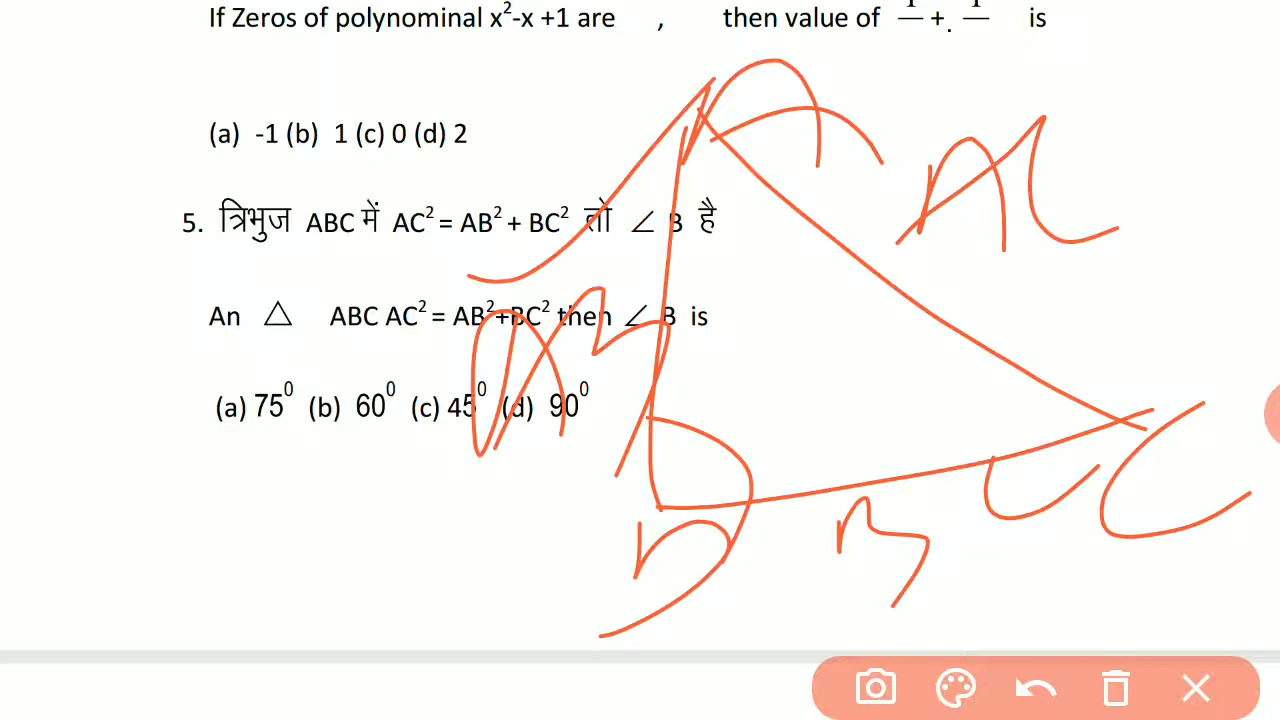 If Zeros of polynominal x²-x +1 are , then value of — +. — is
(a) -1 (b) 1 (c) 0 (d) 2
5. त्रिभुज ABC में AC² = AB² + BC² तो ∠ B है
An △ ABC AC² = AB²+BC² then ∠ B is
(a) 75⁰ (b) 60⁰ (c) 45⁰ (d) 90⁰
A
AC
AB
B
BC
C